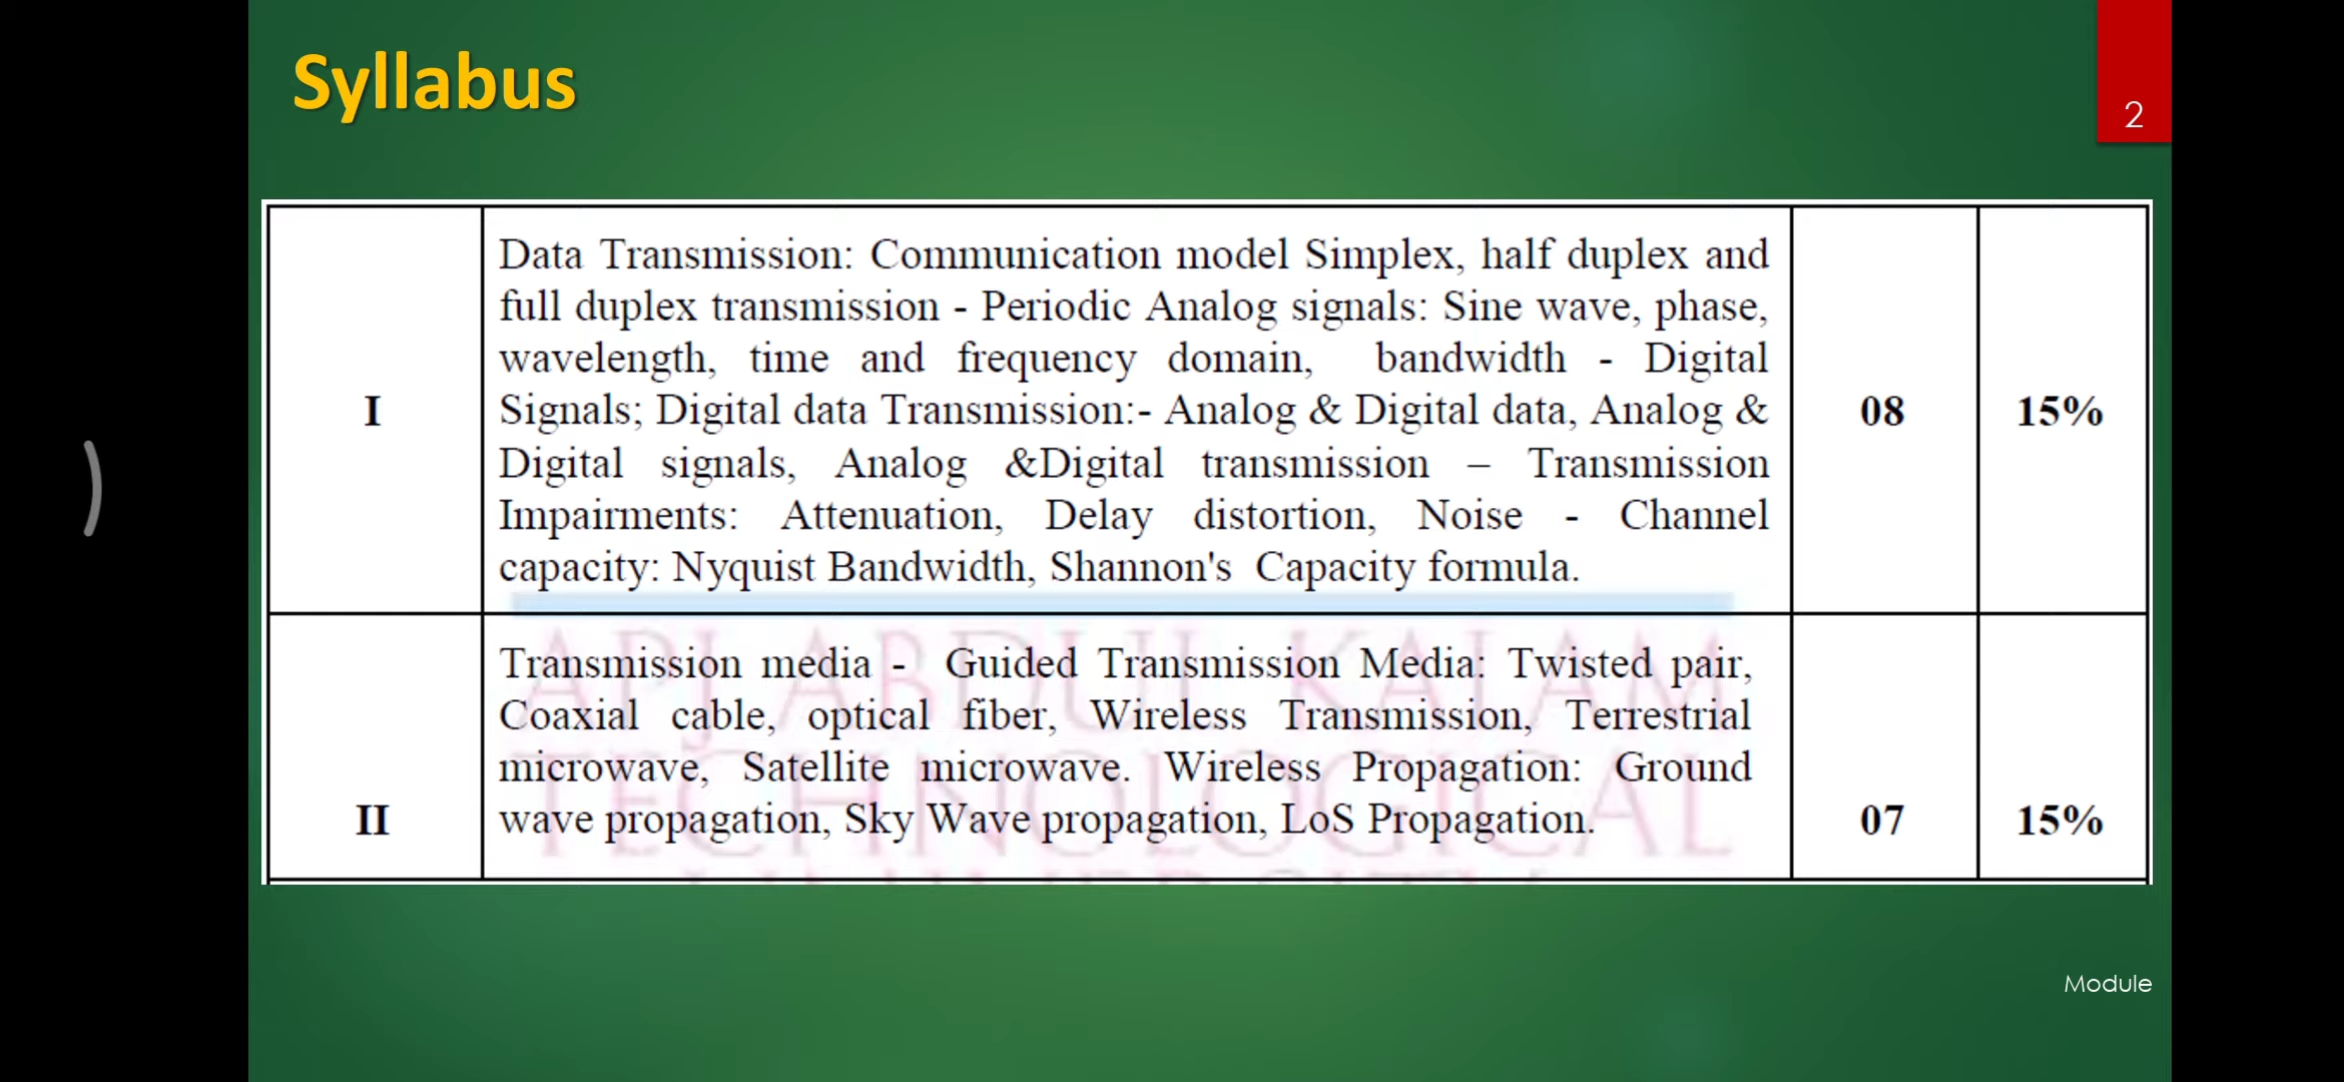 Syllabus
2
I
Data Transmission: Communication model Simplex, half duplex and
full duplex transmission - Periodic Analog signals: Sine wave, phase,
wavelength, time and frequency domain, bandwidth - Digital
Signals; Digital data Transmission:- Analog & Digital data, Analog &
Digital signals, Analog &Digital transmission – Transmission
Impairments: Attenuation, Delay distortion, Noise - Channel
capacity: Nyquist Bandwidth, Shannon's Capacity formula.
08
15%
APJ ABDUL KALAM
TECHNOLOGICAL
II
Transmission media - Guided Transmission Media: Twisted pair,
Coaxial cable, optical fiber, Wireless Transmission, Terrestrial
microwave, Satellite microwave. Wireless Propagation: Ground
wave propagation, Sky Wave propagation, LoS Propagation.
07
15%
Module